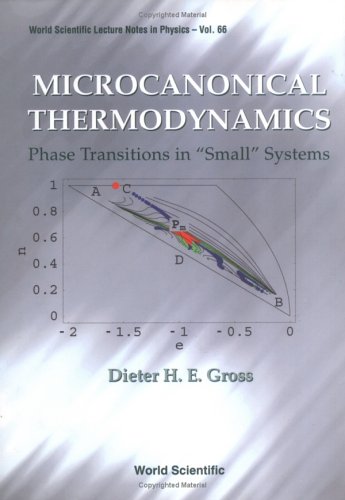 Copyrighted Material
World Scientific Lecture Notes in Physics – Vol. 66
MICROCANONICAL
THERMODYNAMICS
Phase Transitions in “Small” Systems
1
0.8
0.6
0.4
0.2
0
n
A
C
Pm
D
B
-2 -1.5 -1 -0.5 0
e
Dieter H. E. Gross
World Scientific
Copyrighted Material